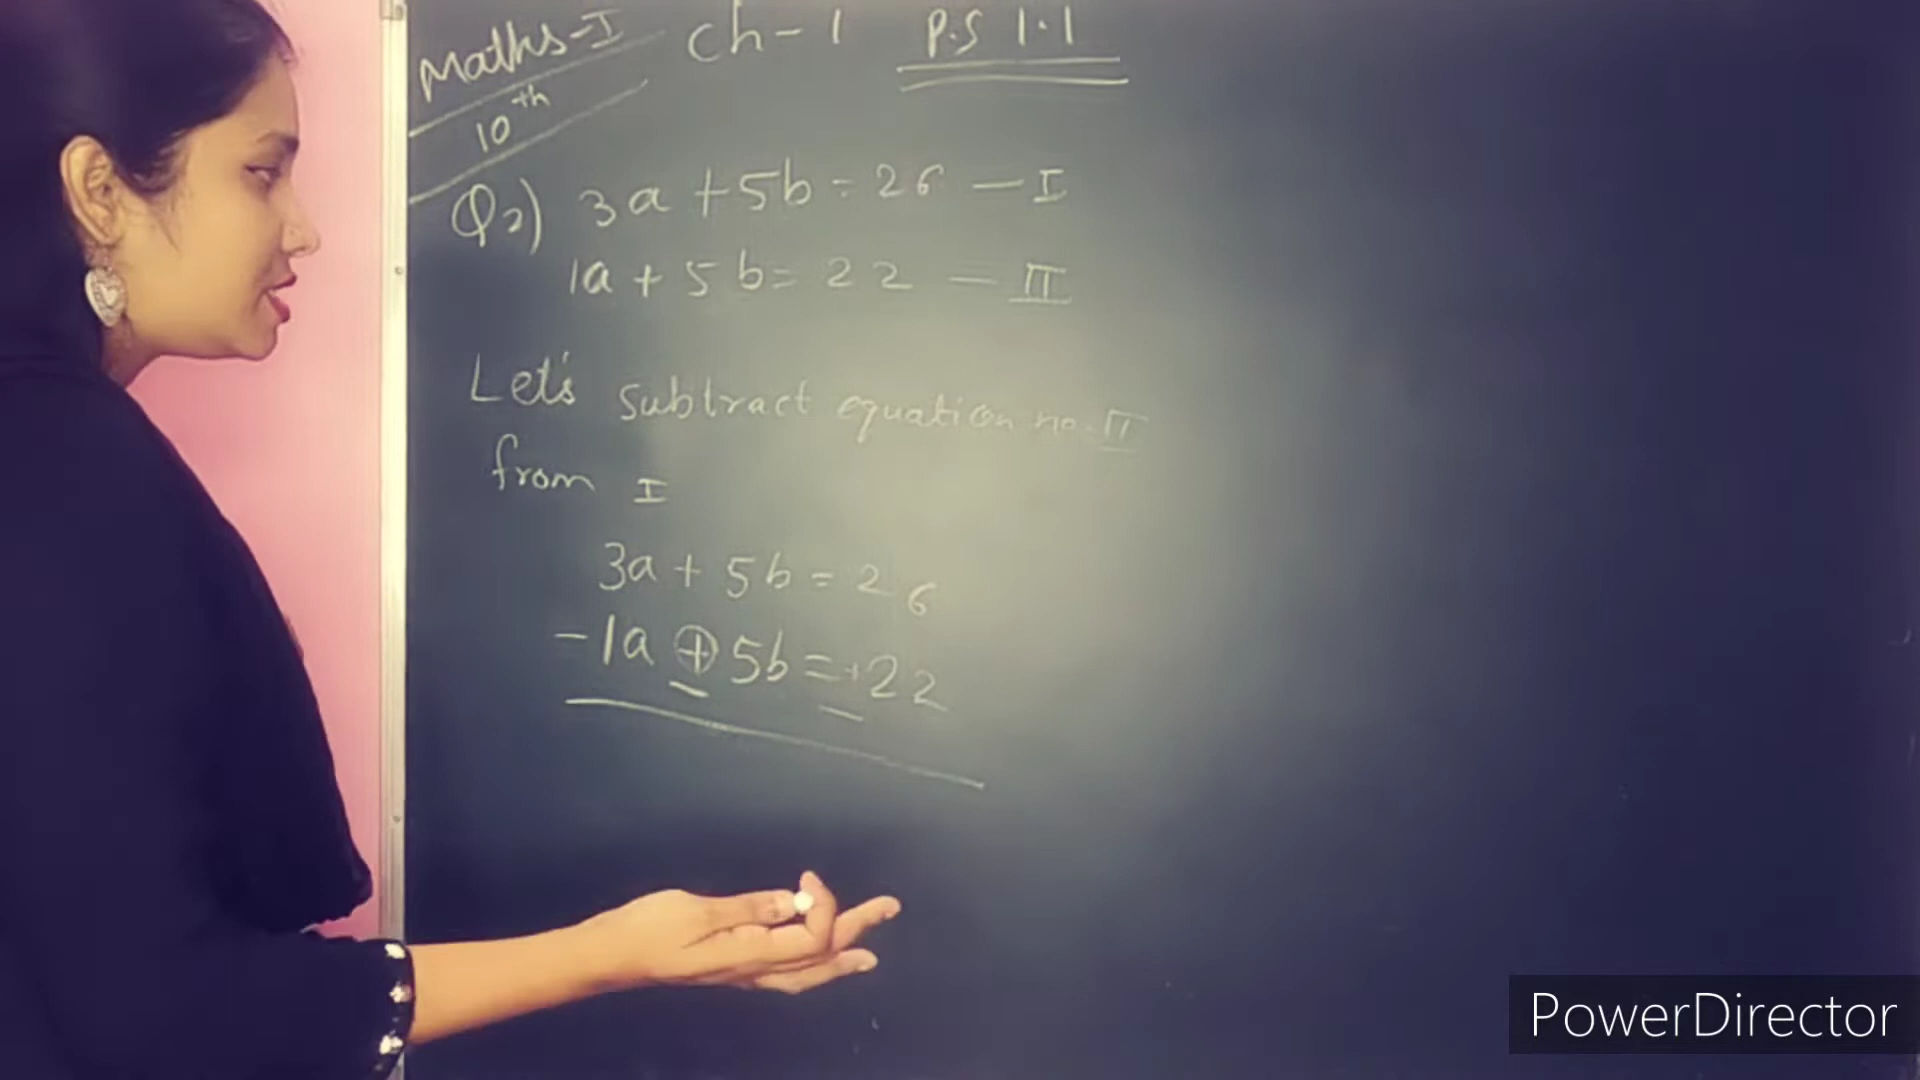 Maths-I Ch-1 P.S 1.1
10th
Q2) 3a + 5b = 26 — I
1a + 5b = 22 — II
Let's subtract equation no. II
from I
3a + 5b = 26
-1a + 5b = +22
- -
PowerDirector